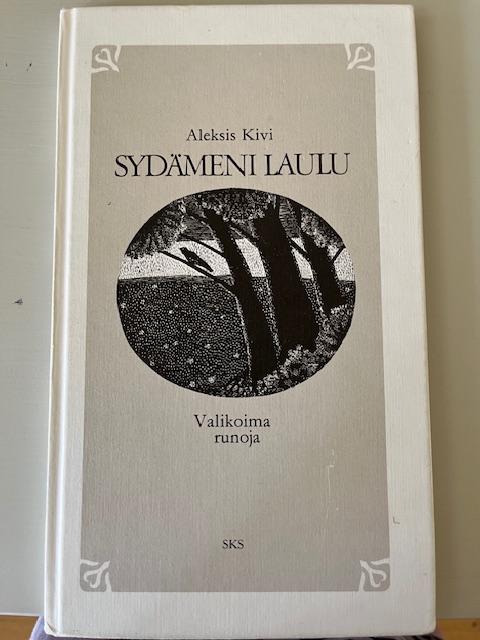 Aleksis Kivi
SYDÄMENI LAULU
Valikoima
runoja
SKS